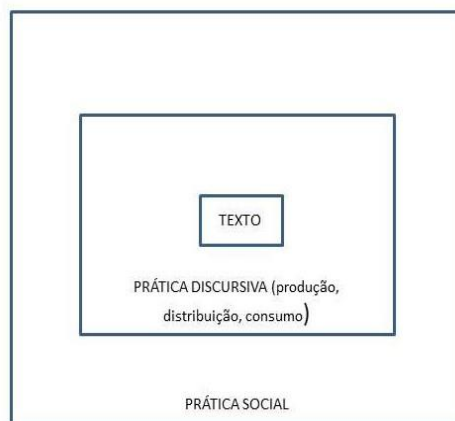 TEXTO
PRÁTICA DISCURSIVA (produção,
distribuição, consumo)
PRÁTICA SOCIAL